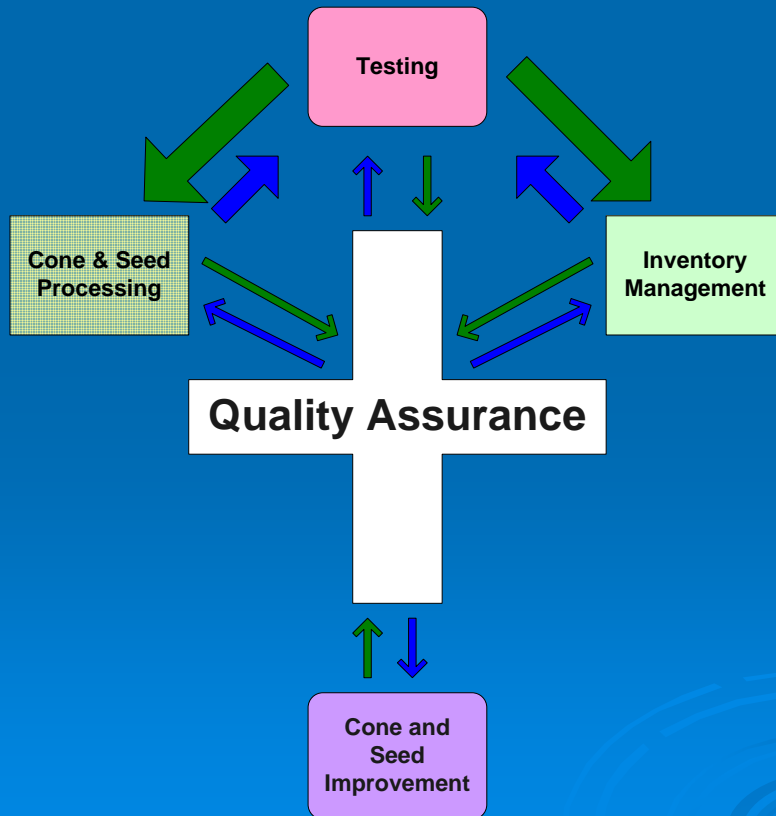 Testing
Cone & Seed
Processing
Inventory
Management
Quality Assurance
Cone and
Seed
Improvement